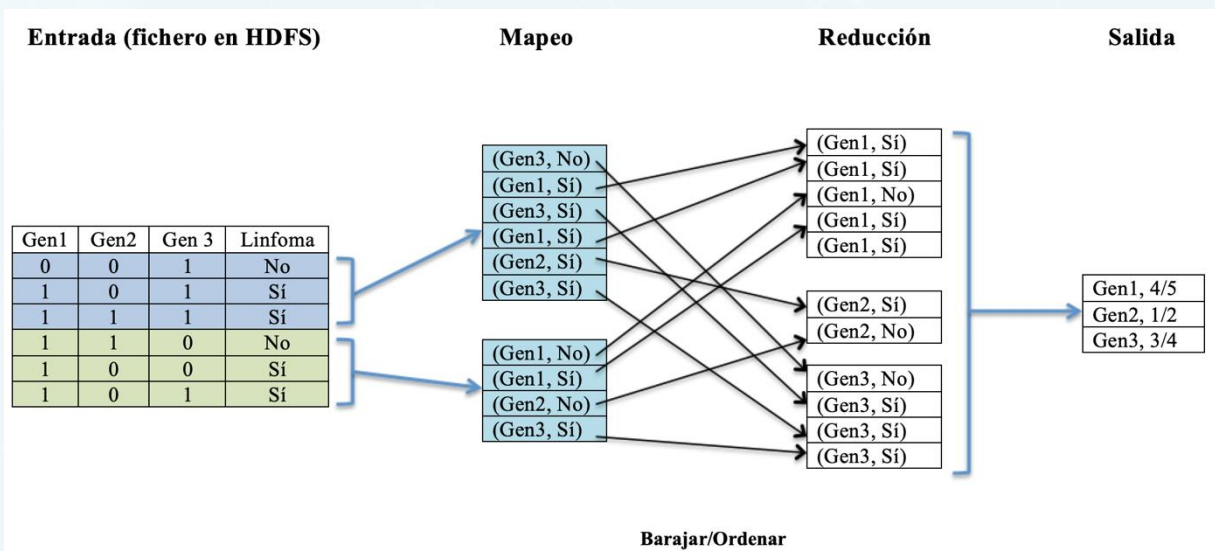 Entrada (fichero en HDFS)
Mapeo
Reducción
Salida
Gen1 Gen2 Gen 3 Linfoma
0 0 1 No
1 0 1 Sí
1 1 1 Sí
1 1 0 No
1 0 0 Sí
1 0 1 Sí
(Gen3, No)
(Gen1, Sí)
(Gen3, Sí)
(Gen1, Sí)
(Gen2, Sí)
(Gen3, Sí)
(Gen1, No)
(Gen1, Sí)
(Gen2, No)
(Gen3, Sí)
(Gen1, Sí)
(Gen1, Sí)
(Gen1, No)
(Gen1, Sí)
(Gen1, Sí)
(Gen2, Sí)
(Gen2, No)
(Gen3, No)
(Gen3, Sí)
(Gen3, Sí)
(Gen3, Sí)
Gen1, 4/5
Gen2, 1/2
Gen3, 3/4
Barajar/Ordenar